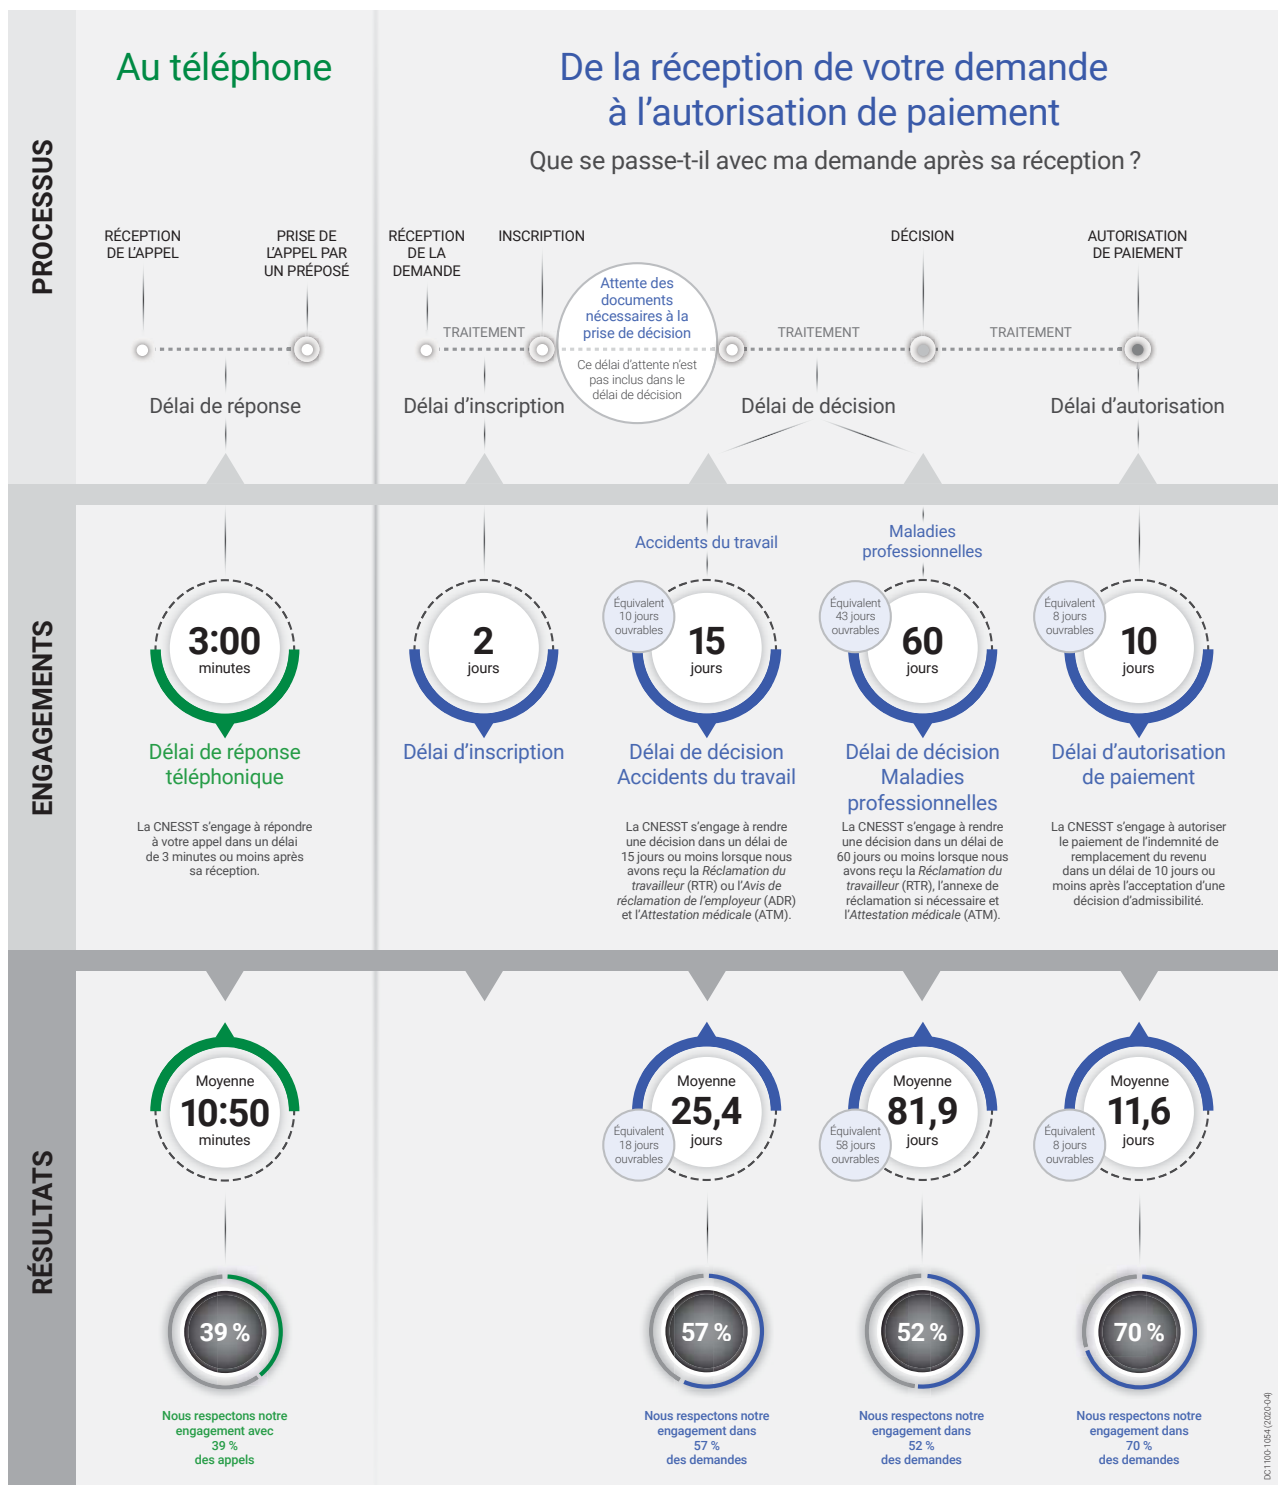 PROCESSUS
Au téléphone
De la réception de votre demande
à l'autorisation de paiement
Que se passe-t-il avec ma demande après sa réception ?
RÉCEPTION
DE L'APPEL
PRISE DE
L'APPEL PAR
UN PRÉPOSÉ
RÉCEPTION
DE LA
DEMANDE
INSCRIPTION
DÉCISION
AUTORISATION
DE PAIEMENT
TRAITEMENT
Attente des
documents
nécessaires à la
prise de décision
Ce délai d'attente n'est
pas inclus dans le
délai de décision
TRAITEMENT
TRAITEMENT
Délai de réponse
Délai d'inscription
Délai de décision
Délai d'autorisation
ENGAGEMENTS
3:00
minutes
Délai de réponse
téléphonique
La CNESST s'engage à répondre
à votre appel dans un délai
de 3 minutes ou moins après
sa réception.
2
jours
Délai d'inscription
Accidents du travail
Équivalent
10 jours
ouvrables
15
jours
Délai de décision
Accidents du travail
La CNESST s'engage à rendre
une décision dans un délai de
15 jours ou moins lorsque nous
avons reçu la Réclamation du
travailleur (RTR) ou l'Avis de
réclamation de l'employeur (ADR)
et l'Attestation médicale (ATM).
Maladies
professionnelles
Équivalent
43 jours
ouvrables
60
jours
Délai de décision
Maladies
professionnelles
La CNESST s'engage à rendre
une décision dans un délai de
60 jours ou moins lorsque nous
avons reçu la Réclamation du
travailleur (RTR), l'annexe de
réclamation si nécessaire et
l'Attestation médicale (ATM).
Équivalent
8 jours
ouvrables
10
jours
Délai d'autorisation
de paiement
La CNESST s'engage à autoriser
le paiement de l'indemnité de
remplacement du revenu
dans un délai de 10 jours ou
moins après l'acceptation d'une
décision d'admissibilité.
RÉSULTATS
Moyenne
10:50
minutes
39 %
Nous respectons notre
engagement avec
39 %
des appels
Moyenne
25,4
jours
Équivalent
18 jours
ouvrables
57 %
Nous respectons notre
engagement dans
57 %
des demandes
Moyenne
81,9
jours
Équivalent
58 jours
ouvrables
52 %
Nous respectons notre
engagement dans
52 %
des demandes
Moyenne
11,6
jours
Équivalent
8 jours
ouvrables
70 %
Nous respectons notre
engagement dans
70 %
des demandes
DC1100-1054 (2020-04)